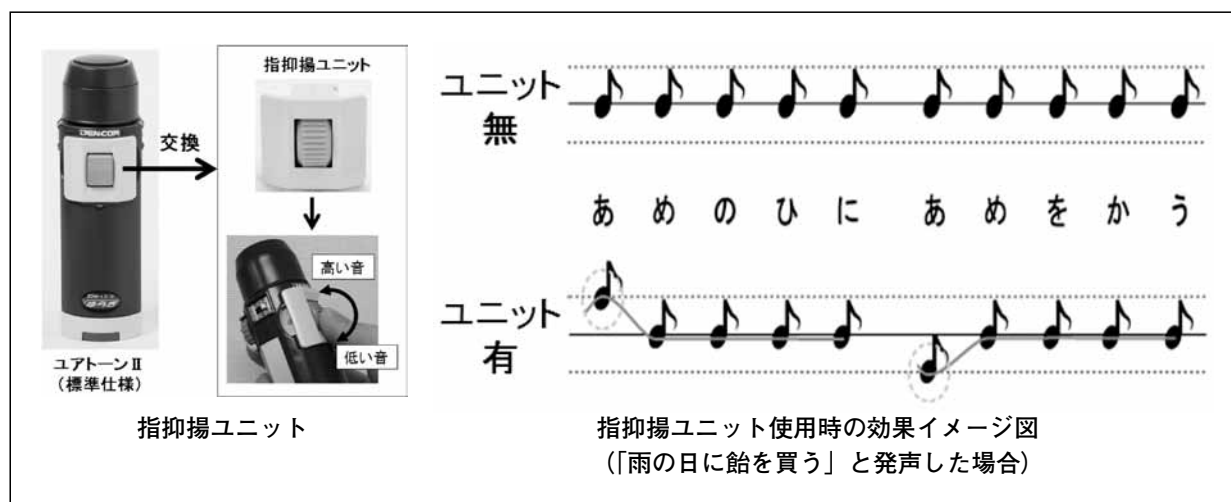 指抑揚ユニット
交換
高い音
低い音
ユアトーンⅡ
(標準仕様)
指抑揚ユニット
ユニット
無
あめのひに あめをかう
ユニット
有
指抑揚ユニット使用時の効果イメージ図
(「雨の日に飴を買う」と発声した場合)